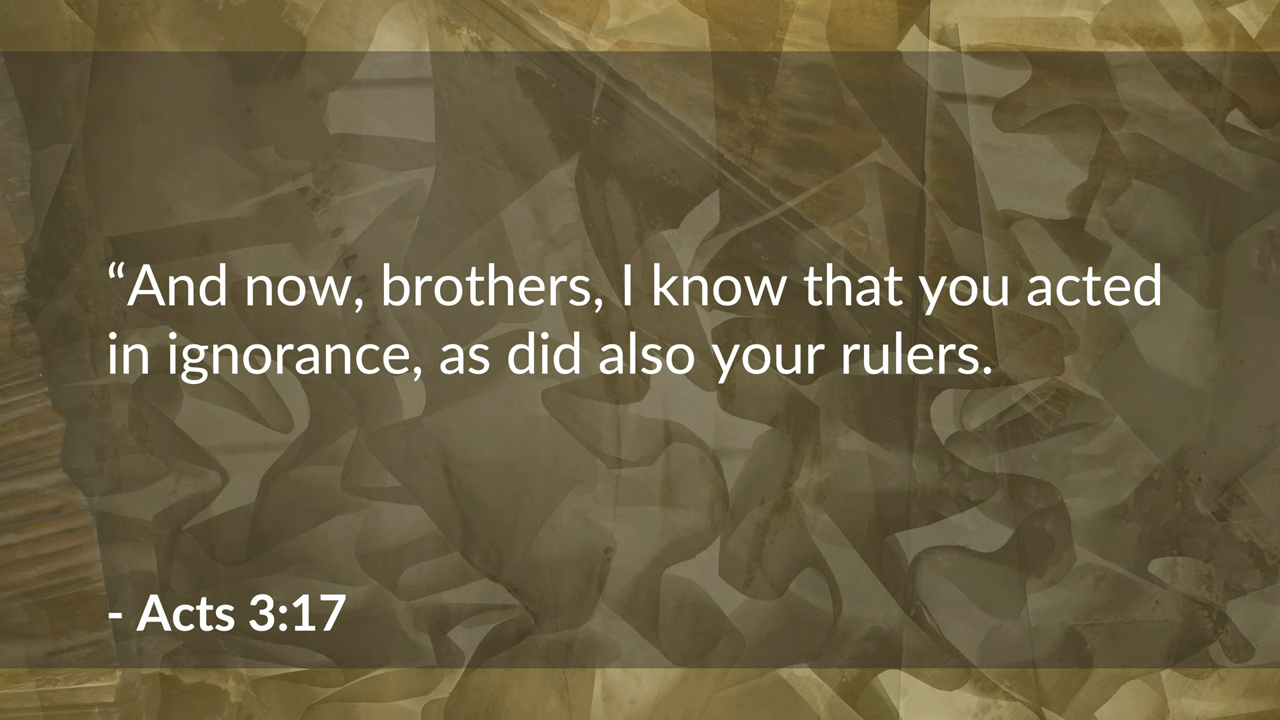 “And now, brothers, I know that you acted
in ignorance, as did also your rulers.
- Acts 3:17